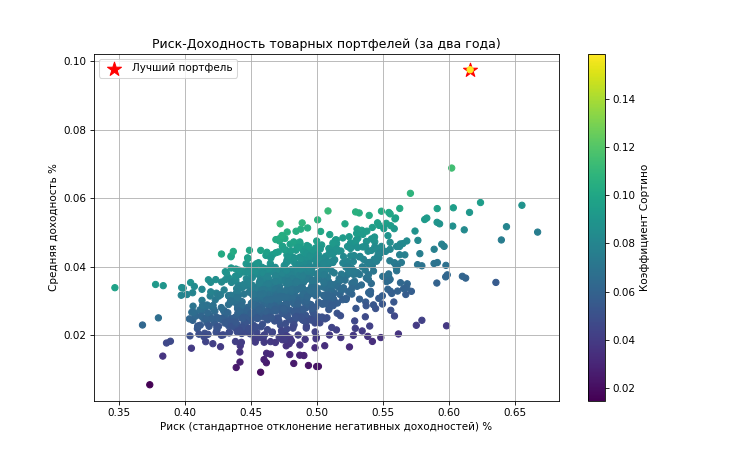 Риск-Доходность товарных портфелей (за два года)
Лучший портфель
Средняя доходность %
0.10
0.08
0.06
0.04
0.02
0.35 0.40 0.45 0.50 0.55 0.60 0.65
Риск (стандартное отклонение негативных доходностей) %
0.14
0.12
0.10
0.08
0.06
0.04
0.02
Коэффициент Сортино